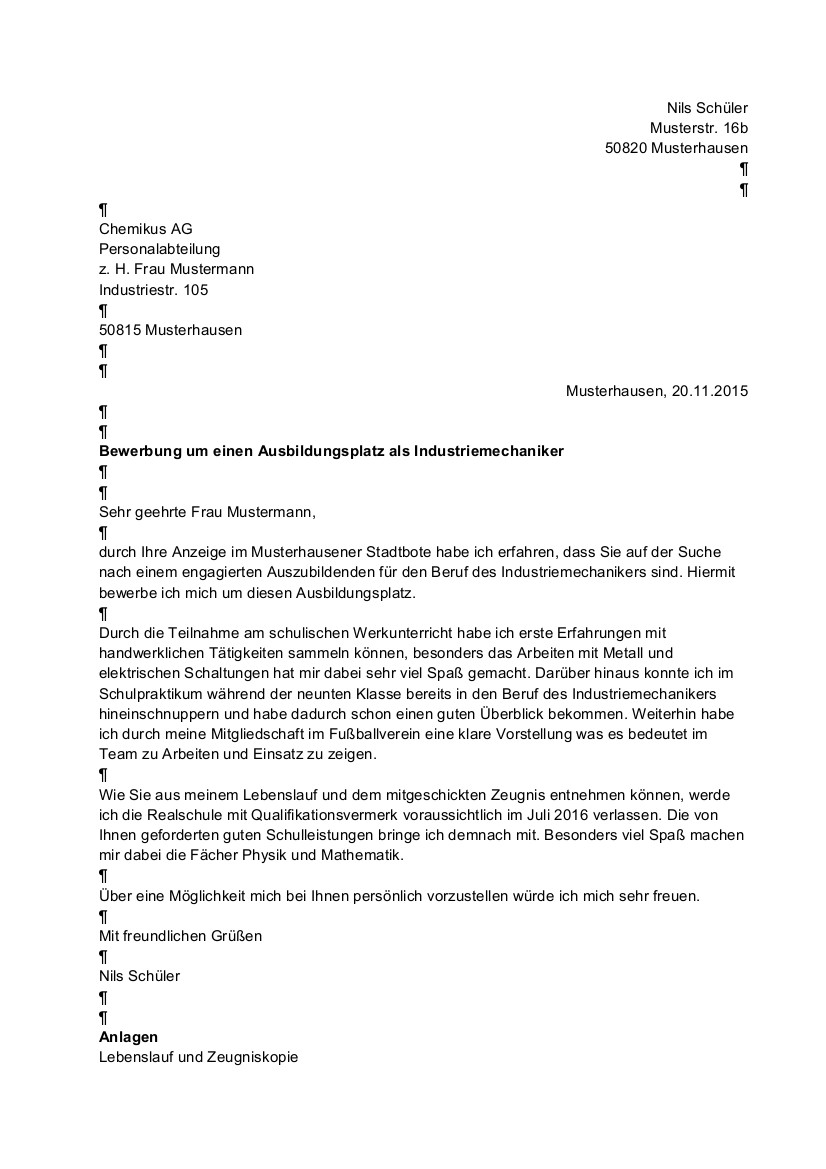 Nils Schüler
Musterstr. 16b
50820 Musterhausen
¶
¶
¶
Chemikus AG
Personalabteilung
z. H. Frau Mustermann
Industriestr. 105
¶
50815 Musterhausen
¶
¶
Musterhausen, 20.11.2015
¶
¶
Bewerbung um einen Ausbildungsplatz als Industriemechaniker
¶
¶
Sehr geehrte Frau Mustermann,
¶
durch Ihre Anzeige im Musterhausener Stadtbote habe ich erfahren, dass Sie auf der Suche
nach einem engagierten Auszubildenden für den Beruf des Industriemechanikers sind. Hiermit
bewerbe ich mich um diesen Ausbildungsplatz.
¶
Durch die Teilnahme am schulischen Werkunterricht habe ich erste Erfahrungen mit
handwerklichen Tätigkeiten sammeln können, besonders das Arbeiten mit Metall und
elektrischen Schaltungen hat mir dabei sehr viel Spaß gemacht. Darüber hinaus konnte ich im
Schulpraktikum während der neunten Klasse bereits in den Beruf des Industriemechanikers
hineinschnuppern und habe dadurch schon einen guten Überblick bekommen. Weiterhin habe
ich durch meine Mitgliedschaft im Fußballverein eine klare Vorstellung was es bedeutet im
Team zu Arbeiten und Einsatz zu zeigen.
¶
Wie Sie aus meinem Lebenslauf und dem mitgeschickten Zeugnis entnehmen können, werde
ich die Realschule mit Qualifikationsvermerk voraussichtlich im Juli 2016 verlassen. Die von
Ihnen geforderten guten Schulleistungen bringe ich demnach mit. Besonders viel Spaß machen
mir dabei die Fächer Physik und Mathematik.
¶
Über eine Möglichkeit mich bei Ihnen persönlich vorzustellen würde ich mich sehr freuen.
¶
Mit freundlichen Grüßen
¶
Nils Schüler
¶
¶
Anlagen
Lebenslauf und Zeugniskopie